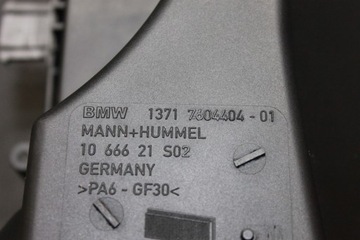 BMW 1371 7604404-01
MANN+HUMMEL
10 666 21 S02
GERMANY
>PA6-GF30<